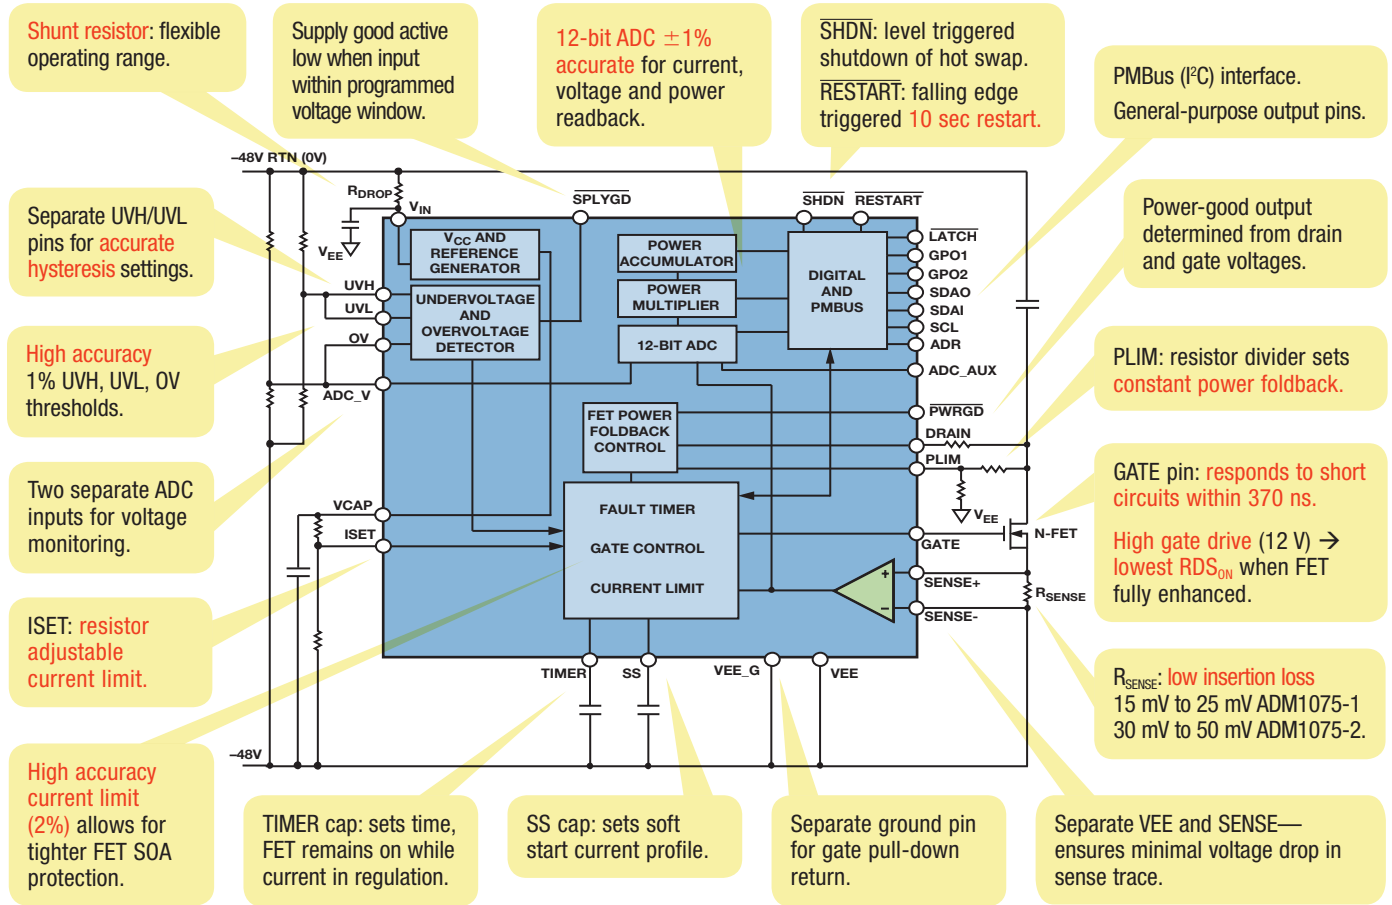 Shunt resistor: flexible
operating range.
Supply good active
low when input
within programmed
voltage window.
12-bit ADC ±1%
accurate for current,
voltage and power
readback.
SHDN: level triggered
shutdown of hot swap.
RESTART: falling edge
triggered 10 sec restart.
PMBus (I²C) interface.
General-purpose output pins.
–48V RTN (0V)
RDROP
VIN
VEE
SPLYGD
SHDN
RESTART
Separate UVH/UVL
pins for accurate
hysteresis settings.
Power-good output
determined from drain
and gate voltages.
VCC AND
REFERENCE
GENERATOR
POWER
ACCUMULATOR
POWER
MULTIPLIER
12-BIT ADC
DIGITAL
AND
PMBUS
LATCH
GPO1
GPO2
SDAO
SDAI
SCL
ADR
ADC_AUX
UVH
UVL
OV
ADC_V
UNDERVOLTAGE
AND
OVERVOLTAGE
DETECTOR
High accuracy
1% UVH, UVL, OV
thresholds.
PLIM: resistor divider sets
constant power foldback.
FET POWER
FOLDBACK
CONTROL
PWRGD
DRAIN
PLIM
VEE
Two separate ADC
inputs for voltage
monitoring.
VCAP
ISET
FAULT TIMER
GATE CONTROL
CURRENT LIMIT
GATE
N-FET
SENSE+
SENSE-
RSENSE
+
−
GATE pin: responds to short
circuits within 370 ns.
High gate drive (12 V) →
lowest RDSON when FET
fully enhanced.
ISET: resistor
adjustable
current limit.
TIMER
SS
VEE_G
VEE
RSENSE: low insertion loss
15 mV to 25 mV ADM1075-1
30 mV to 50 mV ADM1075-2.
–48V
High accuracy
current limit
(2%) allows for
tighter FET SOA
protection.
TIMER cap: sets time,
FET remains on while
current in regulation.
SS cap: sets soft
start current profile.
Separate ground pin
for gate pull-down
return.
Separate VEE and SENSE—
ensures minimal voltage drop in
sense trace.